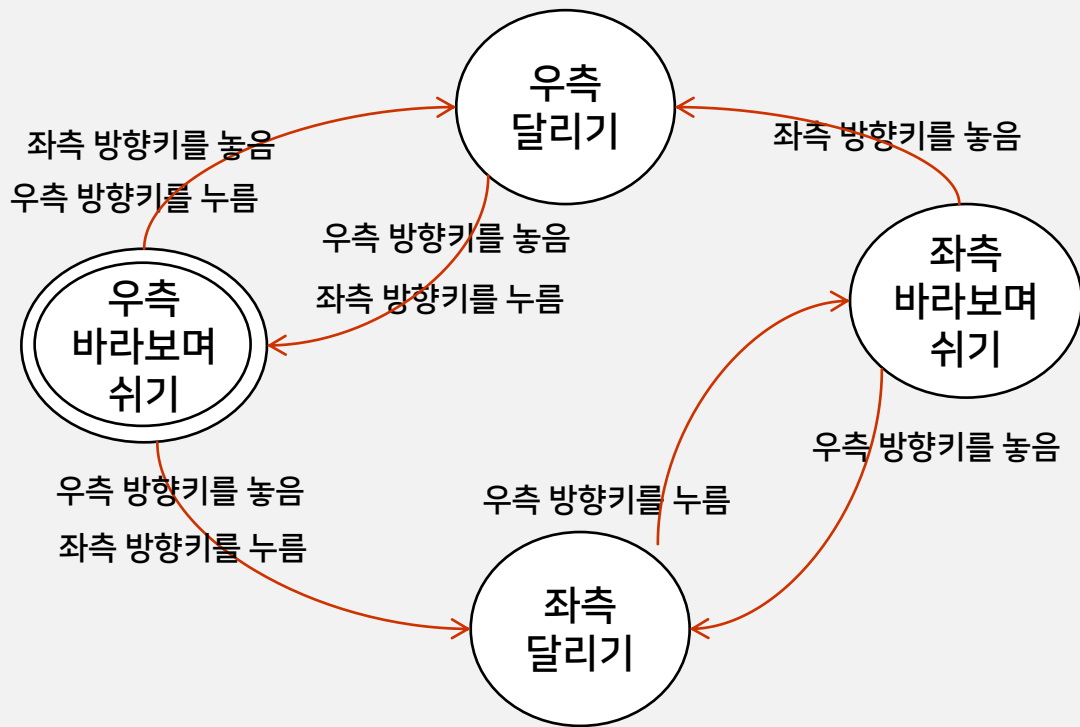 우측
달리기
좌측 방향키를 놓음
우측 방향키를 누름
좌측 방향키를 놓음
우측 방향키를 놓음
좌측 방향키를 누름
우측
바라보며
쉬기
좌측
바라보며
쉬기
우측 방향키를 놓음
좌측 방향키를 누름
우측 방향키를 누름
우측 방향키를 놓음
좌측
달리기